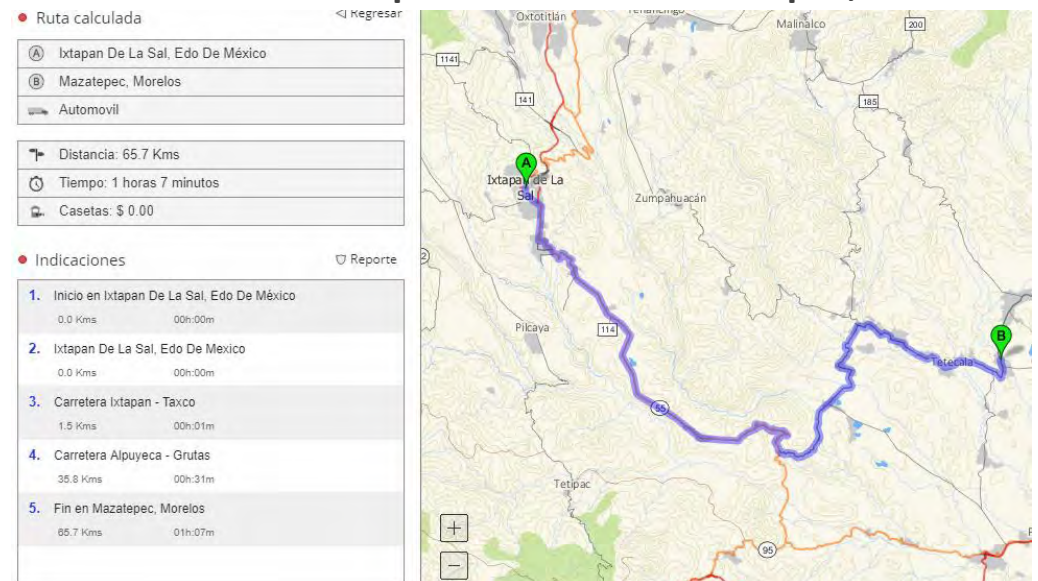 Ruta calculada
Regresar
A Ixtapan De La Sal, Edo De México
B Mazatepec, Morelos
Automovil
Distancia: 65.7 Kms
Tiempo: 1 horas 7 minutos
Casetas: $ 0.00
Indicaciones
Reporte
1. Inicio en Ixtapan De La Sal, Edo De México
0.0 Kms 00h:00m
2. Ixtapan De La Sal, Edo De Mexico
0.0 Kms 00h:00m
3. Carretera Ixtapan - Taxco
1.5 Kms 00h:01m
4. Carretera Alpuyeca - Grutas
35.8 Kms 00h:31m
5. Fin en Mazatepec, Morelos
65.7 Kms 01h:07m
Oxtotitlán
Malinalco
200
1141
141
185
A
Ixtapan de La
Sal
Zumpahuacán
Pilcaya
114
B
Tetecala
55
Tetipac
95
+
−